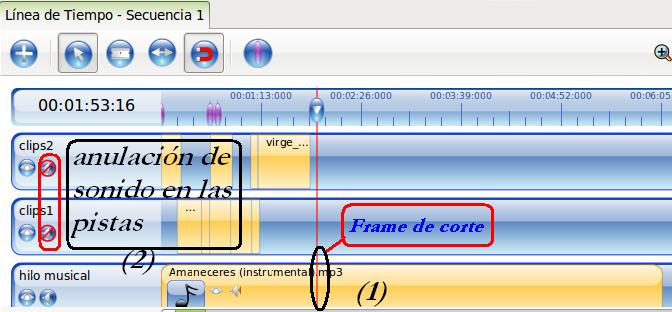 Línea de Tiempo - Secuencia 1
00:01:53:16
00:01:13:000
00:02:26:000
00:03:39:000
00:04:52:000
00:06:05
clips2
virge_...
anulación de
sonido en las
pistas
clips1
...
Frame de corte
(2)
hilo musical
Amaneceres (instrumental).mp3
(1)